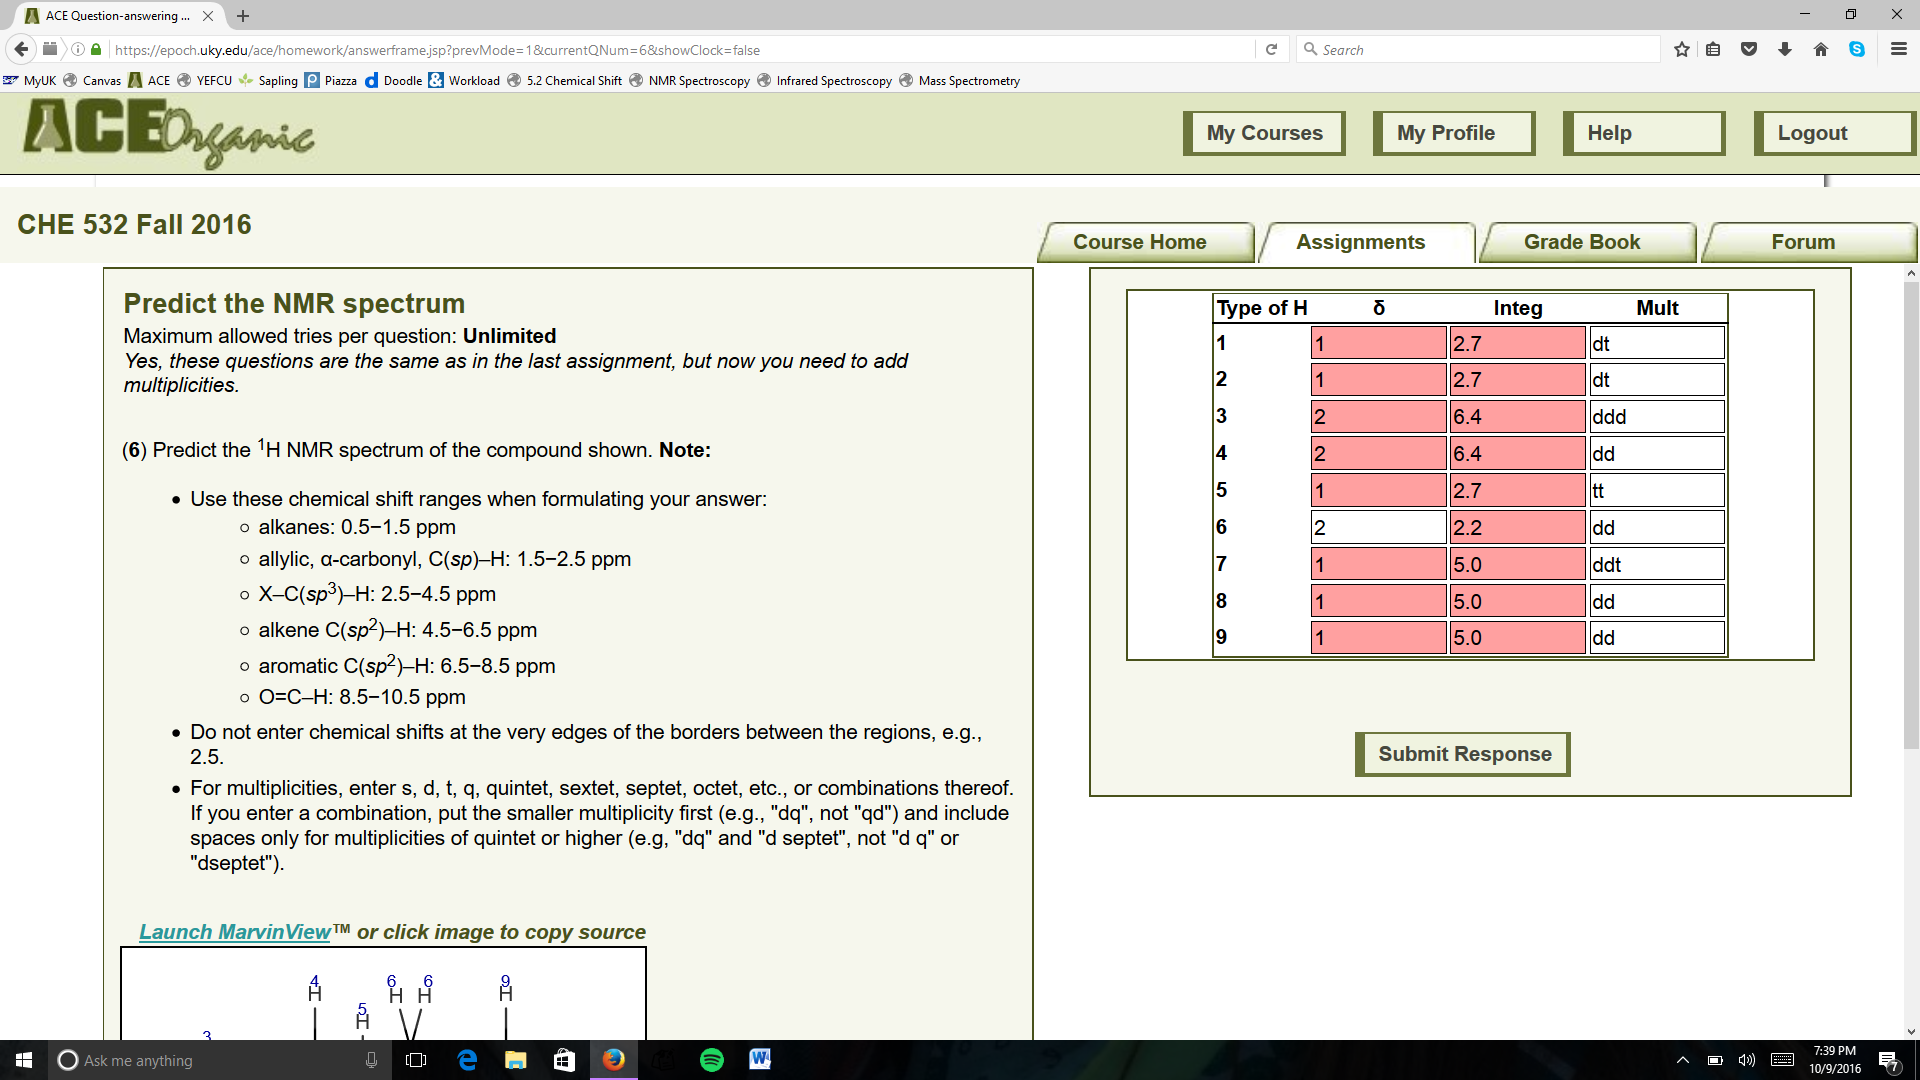 ACE Question-answering ...
https://epoch.uky.edu/ace/homework/answerframe.jsp?prevMode=1&currentQNum=6&showClock=false
Search
MyUK Canvas ACE YEFCU Sapling Piazza Doodle Workload 5.2 Chemical Shift NMR Spectroscopy Infrared Spectroscopy Mass Spectrometry
ACE Organic
My Courses My Profile Help Logout
CHE 532 Fall 2016
Course Home Assignments Grade Book Forum
Predict the NMR spectrum
Maximum allowed tries per question: Unlimited
Yes, these questions are the same as in the last assignment, but now you need to add
multiplicities.
(6) Predict the ¹H NMR spectrum of the compound shown. Note:
• Use these chemical shift ranges when formulating your answer:
○ alkanes: 0.5−1.5 ppm
○ allylic, α-carbonyl, C(sp)–H: 1.5−2.5 ppm
○ X–C(sp³)–H: 2.5−4.5 ppm
○ alkene C(sp²)–H: 4.5−6.5 ppm
○ aromatic C(sp²)–H: 6.5−8.5 ppm
○ O=C–H: 8.5−10.5 ppm
• Do not enter chemical shifts at the very edges of the borders between the regions, e.g.,
2.5.
• For multiplicities, enter s, d, t, q, quintet, sextet, septet, octet, etc., or combinations thereof.
If you enter a combination, put the smaller multiplicity first (e.g., "dq", not "qd") and include
spaces only for multiplicities of quintet or higher (e.g, "dq" and "d septet", not "d q" or
"dseptet").
Launch MarvinView™ or click image to copy source
4 6 6 9
H H H H
5
H
3
Type of H δ Integ Mult
1 1 2.7 dt
2 1 2.7 dt
3 2 6.4 ddd
4 2 6.4 dd
5 1 2.7 tt
6 2 2.2 dd
7 1 5.0 ddt
8 1 5.0 dd
9 1 5.0 dd
Submit Response
Ask me anything
7:39 PM
10/9/2016
7